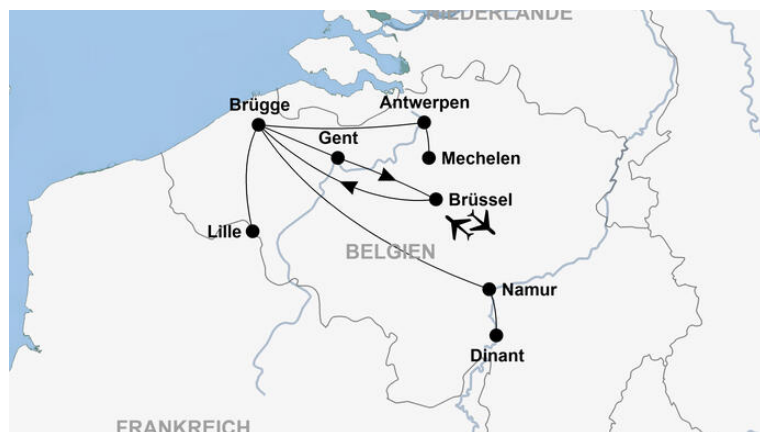 NIEDERLANDE
Brügge
Antwerpen
Gent
Mechelen
Brüssel
Lille
BELGIEN
Namur
Dinant
FRANKREICH